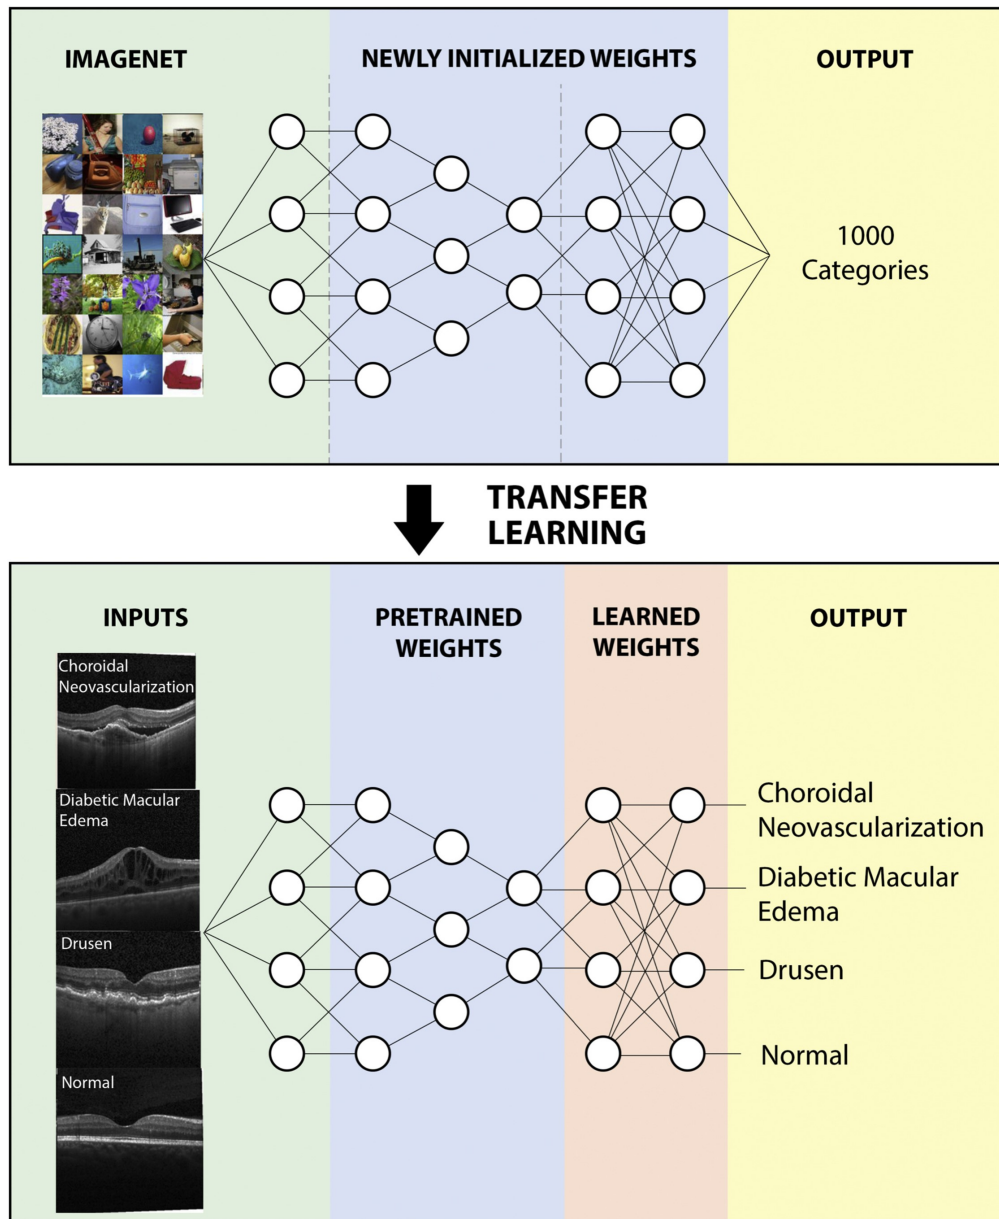 IMAGENET
NEWLY INITIALIZED WEIGHTS
OUTPUT
1000
Categories
TRANSFER
LEARNING
INPUTS
PRETRAINED
WEIGHTS
LEARNED
WEIGHTS
OUTPUT
Choroidal
Neovascularization
Diabetic Macular
Edema
Drusen
Normal
Choroidal
Neovascularization
Diabetic Macular
Edema
Drusen
Normal